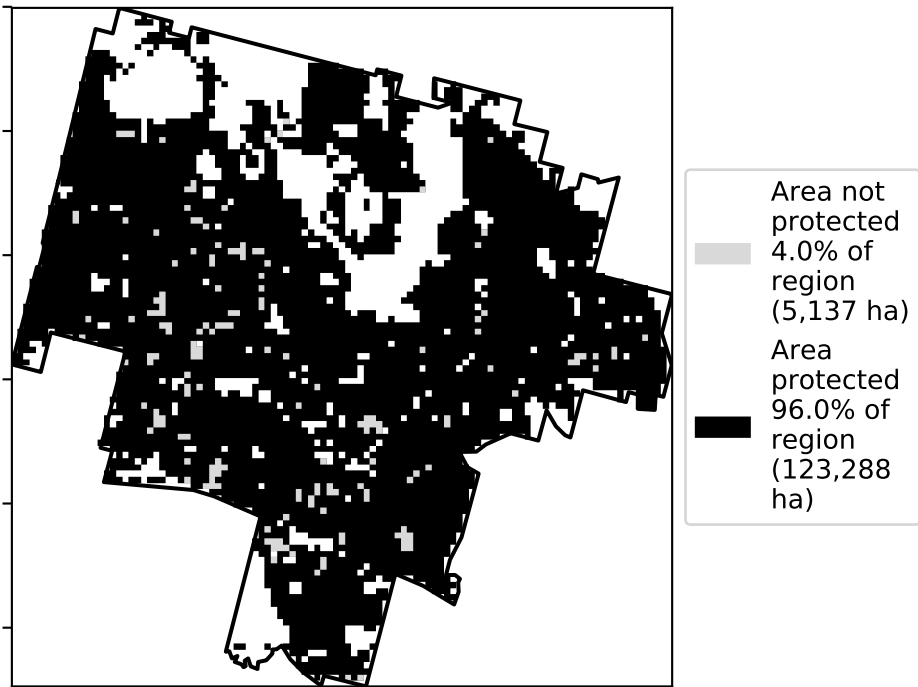 Area not
protected
4.0% of
region
(5,137 ha)
Area
protected
96.0% of
region
(123,288
ha)